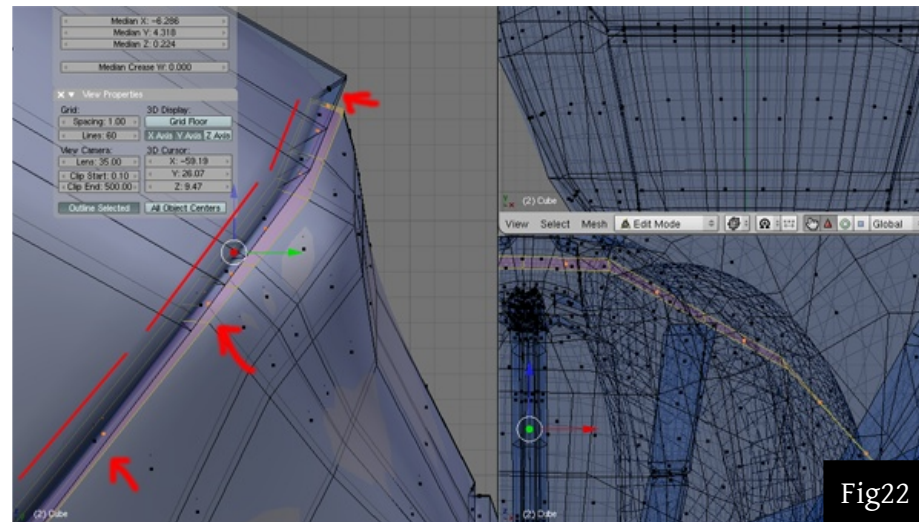 Median X: -6.286
Median Y: 4.318
Median Z: 0.224
Median Crease W: 0.000
View Properties
Grid: 3D Display:
Spacing: 1.00 Grid Floor
Lines: 60 X Axis Y Axis Z Axis
View Camera: 3D Cursor:
Lens: 35.00 X: -59.19
Clip Start: 0.10 Y: 26.07
Clip End: 500.00 Z: 9.47
Outline Selected All Object Centers
(2) Cube
View Select Mesh Edit Mode Global
(2) Cube
(2) Cube
Fig22